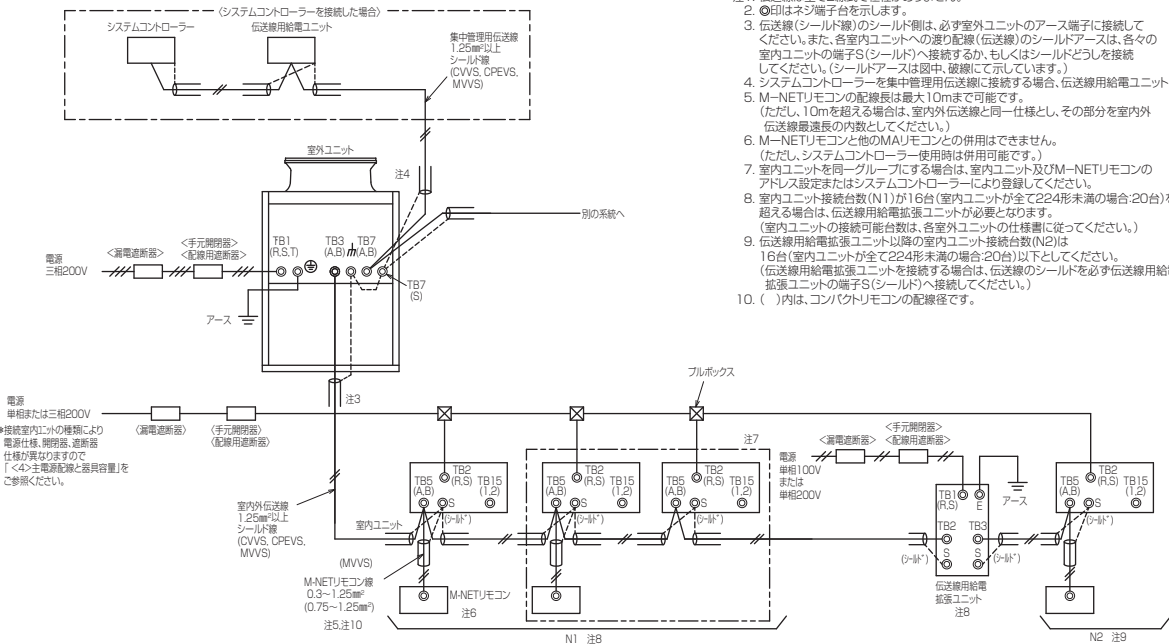 〈システムコントローラーを接続した場合〉
システムコントローラー
伝送線用給電ユニット
集中管理用伝送線
1.25mm²以上
シールド線
(CVVS, CPEVS,
MVVS)
2. ◎印はネジ端子台を示します。
3. 伝送線(シールド線)のシールド側は、必ず室外ユニットのアース端子に接続して
ください。また、各室内ユニットへの渡り配線(伝送線)のシールドアースは、各々の
室内ユニットの端子S(シールド)へ接続するか、もしくはシールドどうしを接続
してください。(シールドアースは図中、破線にて示しています。)
4. システムコントローラーを集中管理用伝送線に接続する場合、伝送線用給電ユニット
5. M-NETリモコンの配線長は最大10mまで可能です。
(ただし、10mを超える場合は、室内外伝送線と同一仕様とし、その部分を室内外
伝送線最遠長の内数としてください。)
6. M-NETリモコンと他のMAリモコンとの併用はできません。
(ただし、システムコントローラー使用時は併用可能です。)
7. 室内ユニットを同一グループにする場合は、室内ユニット及びM-NETリモコンの
アドレス設定またはシステムコントローラーにより登録してください。
8. 室内ユニット接続台数(N1)が16台(室内ユニットが全て224形未満の場合:20台)を
超える場合は、伝送線用給電拡張ユニットが必要となります。
(室内ユニットの接続可能台数は、各室外ユニットの仕様書に従ってください。)
9. 伝送線用給電拡張ユニット以降の室内ユニット接続台数(N2)は
16台(室内ユニットが全て224形未満の場合:20台)以下としてください。
(伝送線用給電拡張ユニットを接続する場合は、伝送線のシールドを必ず伝送線用給
拡張ユニットの端子S(シールド)へ接続してください。)
10. ( )内は、コンパクトリモコンの配線径です。
室外ユニット
注4
別の系統へ
電源
三相200V
<漏電遮断器>
<手元開閉器>
<配線用遮断器>
TB1
(R,S,T)
TB3
(A,B)
TB7
(A,B)
TB7
(S)
アース
注3
プルボックス
電源
単相または三相200V
〈漏電遮断器〉
〈手元開閉器〉
〈配線用遮断器〉
*接続室内ユニットの種類により
電源仕様、開閉器、遮断器
仕様が異なりますので
「<4>主電源配線と器具容量」を
ご参照ください。
注7
室内外伝送線
1.25mm²以上
シールド線
(CVVS, CPEVS,
MVVS)
室内ユニット
TB5
(A,B)
TB2
(R,S)
TB15
(1,2)
S
(シールド)
TB5
(A,B)
TB2
(R,S)
TB15
(1,2)
S
(シールド)
TB5
(A,B)
TB2
(R,S)
TB15
(1,2)
S
(シールド)
電源
単相100V
または
単相200V
<漏電遮断器>
<手元開閉器>
<配線用遮断器>
アース
TB1
(R,S)
E
TB2
TB3
S
S
(シールド)
(シールド)
伝送線用給電
拡張ユニット
注8
TB5
(A,B)
TB2
(R,S)
TB15
(1,2)
S
(シールド)
(MVVS)
M-NETリモコン線
0.3~1.25mm²
(0.75~1.25mm²)
注5,注10
M-NETリモコン
注6
N1 注8
N2 注9